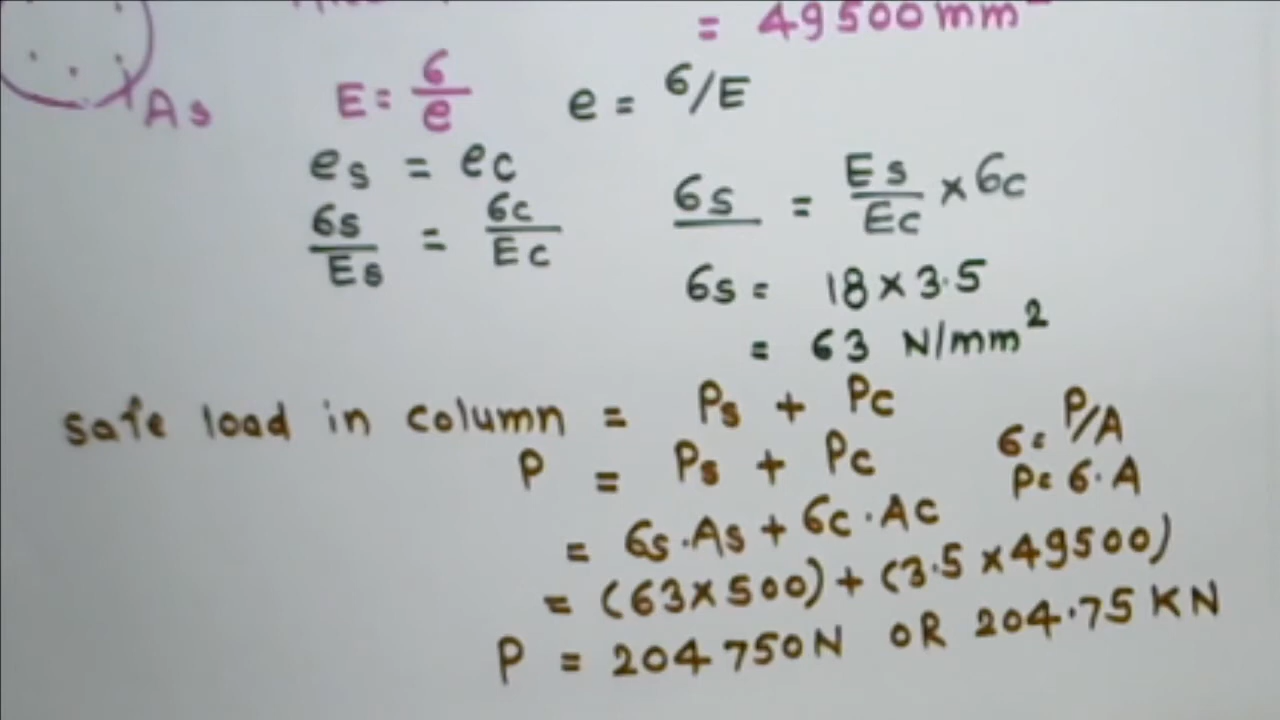 = 49500 mm²
As
E = 6/e   e = 6/E
es = ec
6s/Es = 6c/Ec   6s = Es/Ec × 6c
6s = 18 × 3.5
= 63 N/mm²
Safe load in column = Ps + Pc
6 = P/A
P = Ps + Pc
P = 6·A
= 6s·As + 6c·Ac
= (63 × 500) + (3.5 × 49500)
P = 204750N OR 204.75 KN